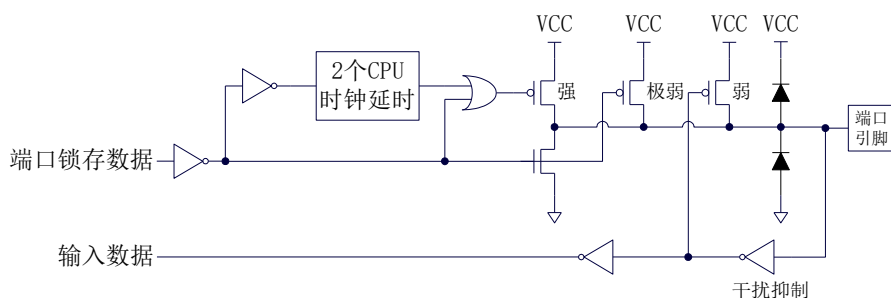 VCC
VCC
VCC
VCC
2个CPU
时钟延时
强
极弱
弱
端口
引脚
端口锁存数据
输入数据
干扰抑制